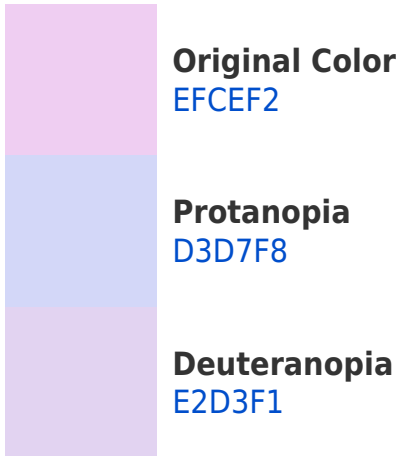 Original Color
EFCEF2
Protanopia
D3D7F8
Deuteranopia
E2D3F1